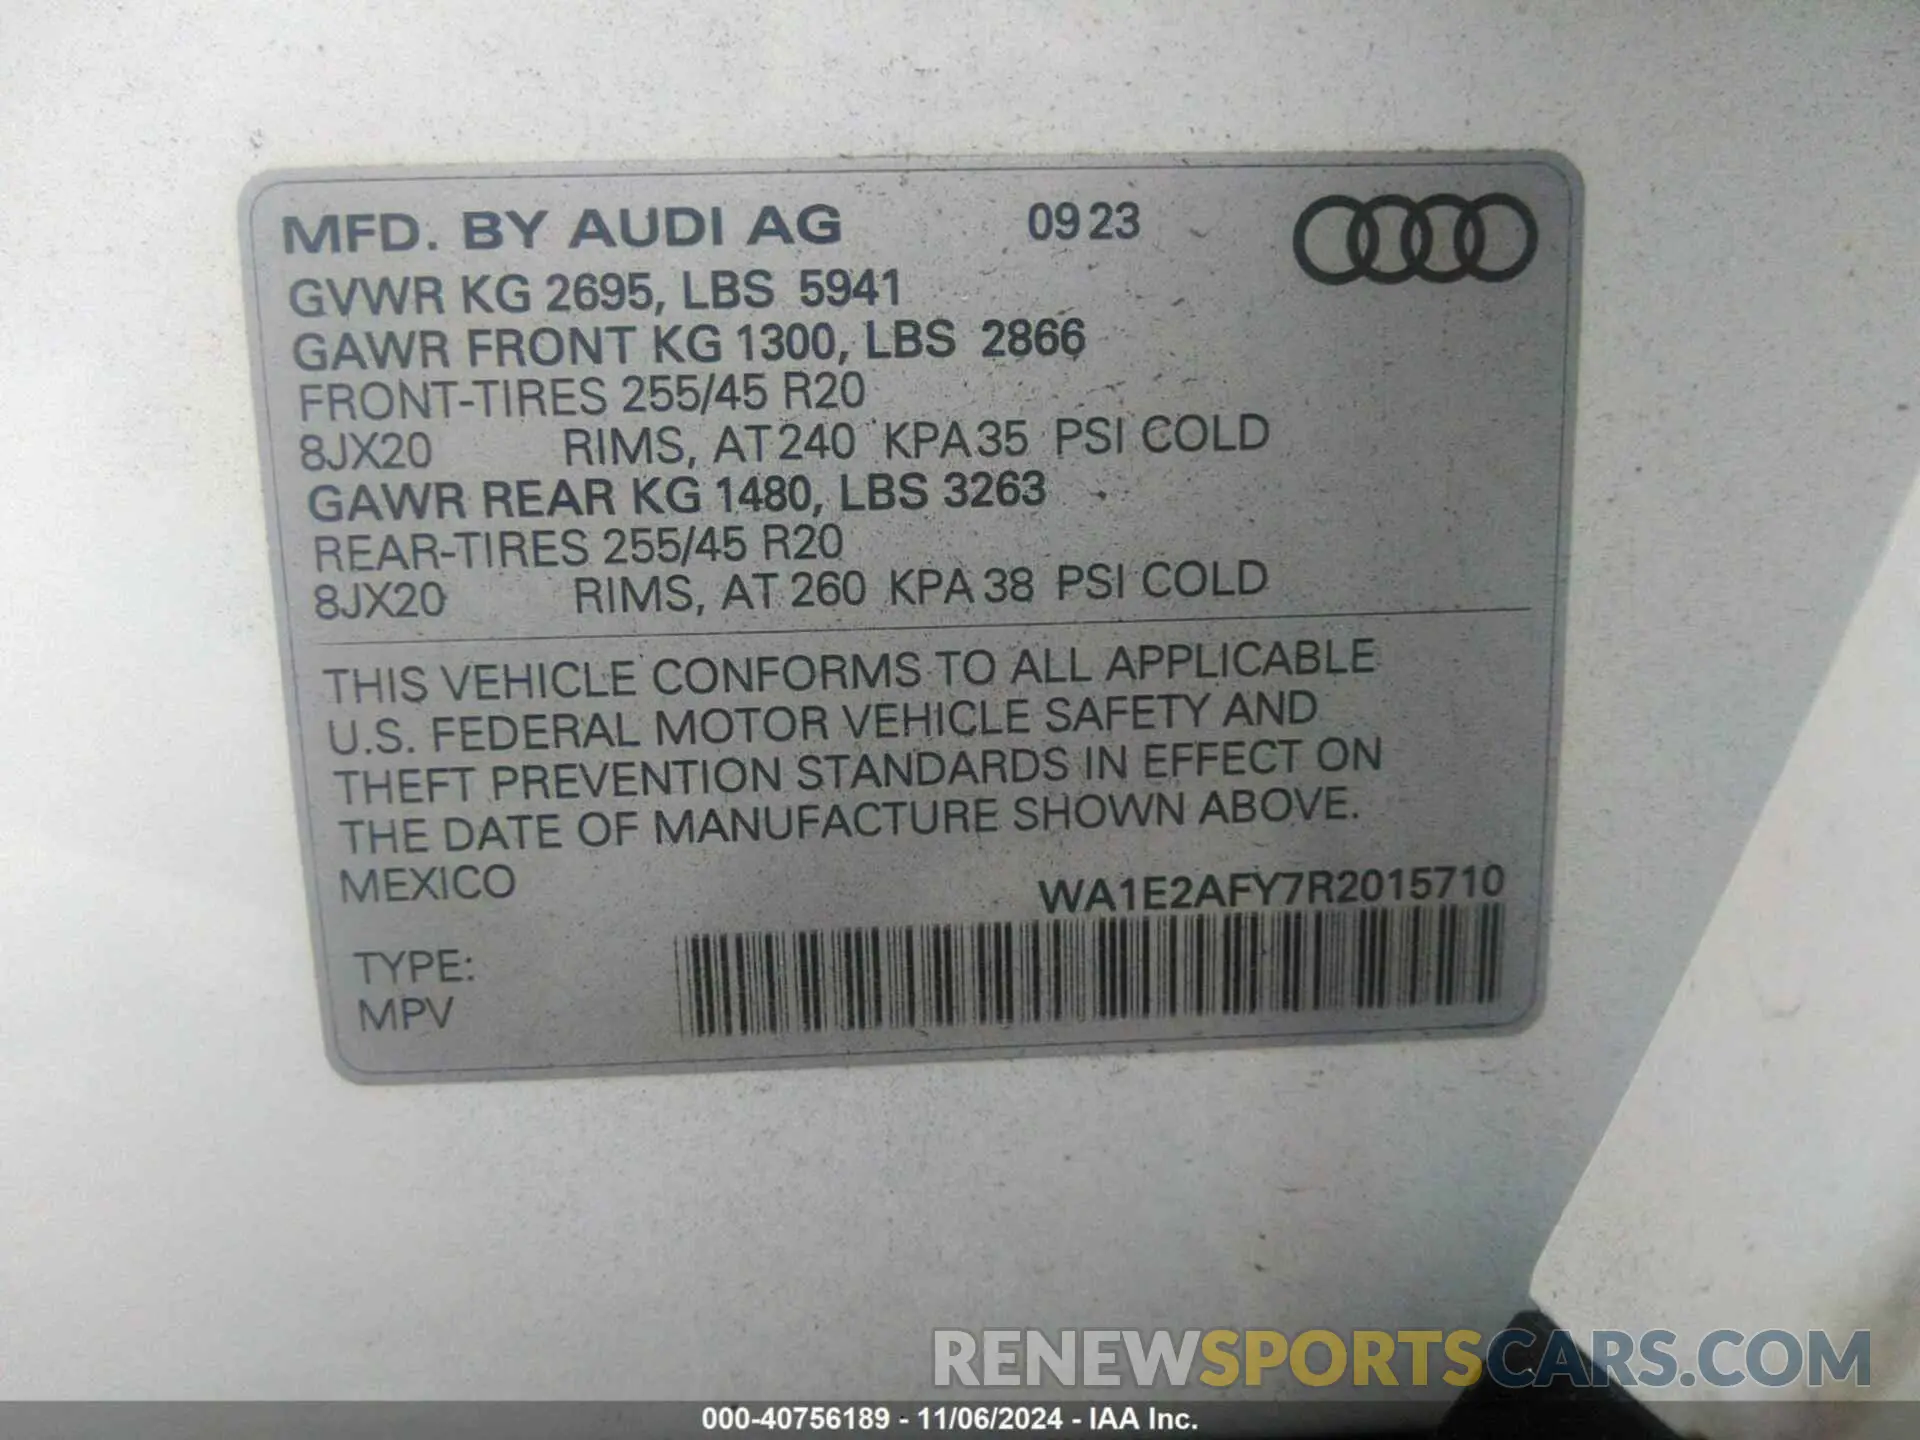 MFD. BY AUDI AG 09 23
GVWR KG 2695, LBS 5941
GAWR FRONT KG 1300, LBS 2866
FRONT-TIRES 255/45 R20
8JX20 RIMS, AT 240 KPA 35 PSI COLD
GAWR REAR KG 1480, LBS 3263
REAR-TIRES 255/45 R20
8JX20 RIMS, AT 260 KPA 38 PSI COLD
THIS VEHICLE CONFORMS TO ALL APPLICABLE
U.S. FEDERAL MOTOR VEHICLE SAFETY AND
THEFT PREVENTION STANDARDS IN EFFECT ON
THE DATE OF MANUFACTURE SHOWN ABOVE.
MEXICO
WA1E2AFY7R2015710
TYPE:
MPV
RENEWSPORTSCARS.COM
000-40756189 - 11/06/2024 - IAA Inc.